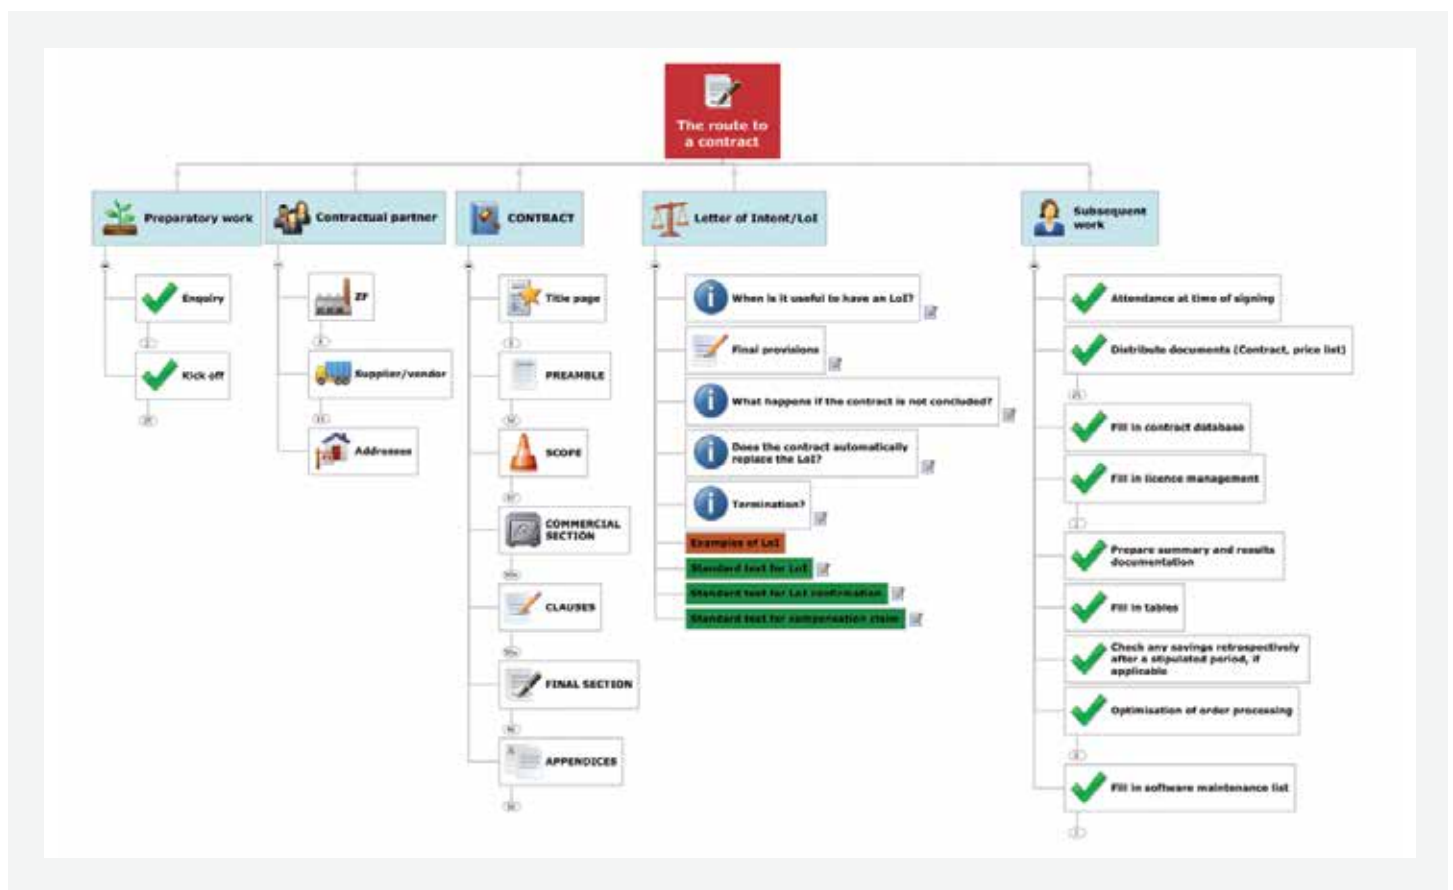 The route to
a contract
Preparatory work
Enquiry
Kick off
Contractual partner
ZF
Supplier/vendor
Addresses
CONTRACT
Title page
PREAMBLE
SCOPE
COMMERCIAL
SECTION
CLAUSES
FINAL SECTION
APPENDICES
Letter of Intent/LoI
When is it useful to have an LoI?
Final provisions
What happens if the contract is not concluded?
Does the contract automatically
replace the LoI?
Termination?
Examples of LoI
Standard text for LoI
Standard text for LoI confirmation
Standard text for compensation claim
Subsequent
work
Attendance at time of signing
Distribute documents (Contract, price list)
Fill in contract database
Fill in licence management
Prepare summary and results
documentation
Fill in tables
Check any savings retrospectively
after a stipulated period, if
applicable
Optimisation of order processing
Fill in software maintenance list